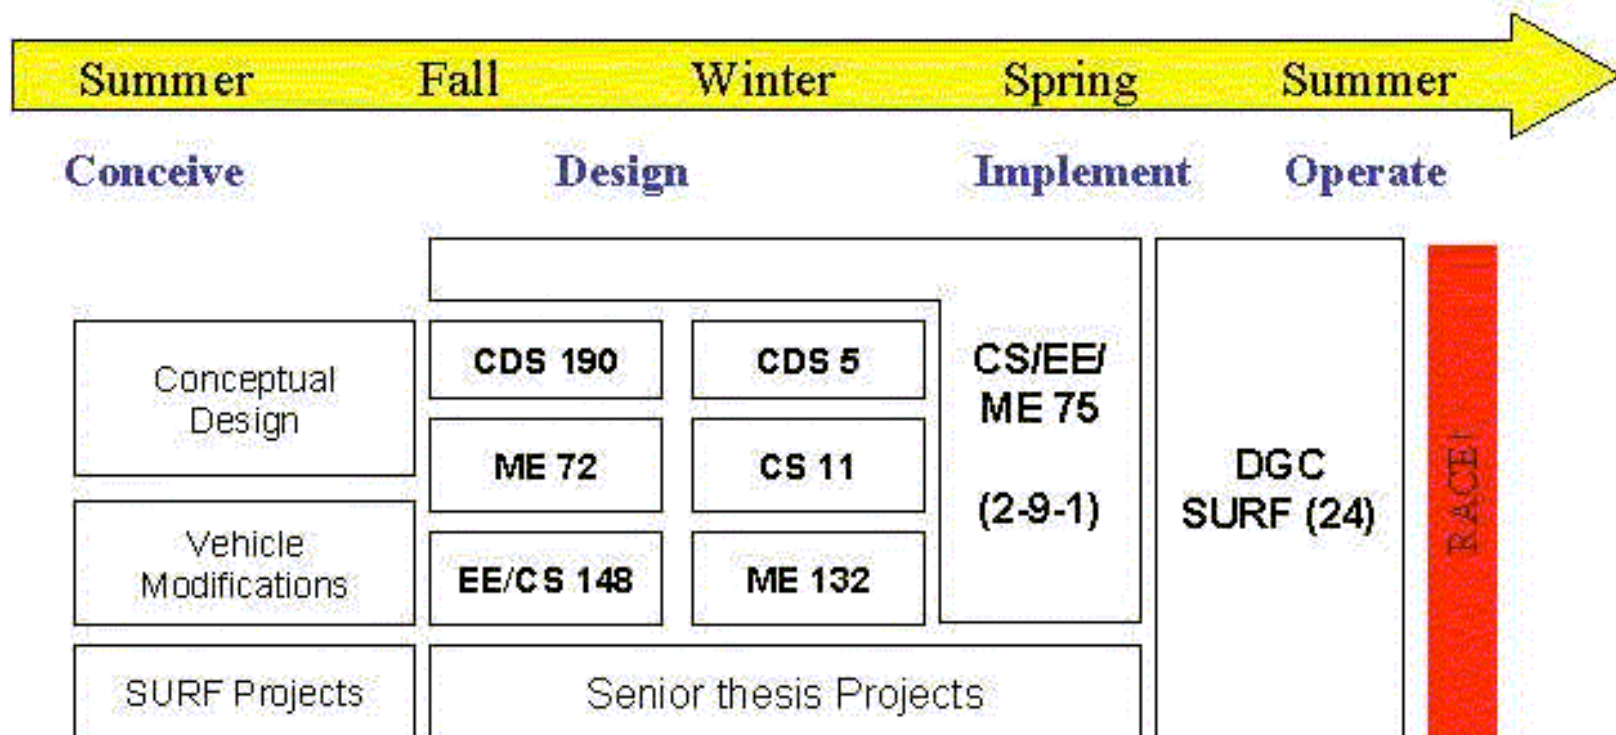 Summer Fall Winter Spring Summer
Conceive Design Implement Operate
Conceptual
Design
Vehicle
Modifications
SURF Projects
CDS 190
ME 72
EE/CS 148
CDS 5
CS 11
ME 132
Senior thesis Projects
CS/EE/
ME 75
(2-9-1)
DGC
SURF (24)
RACE!